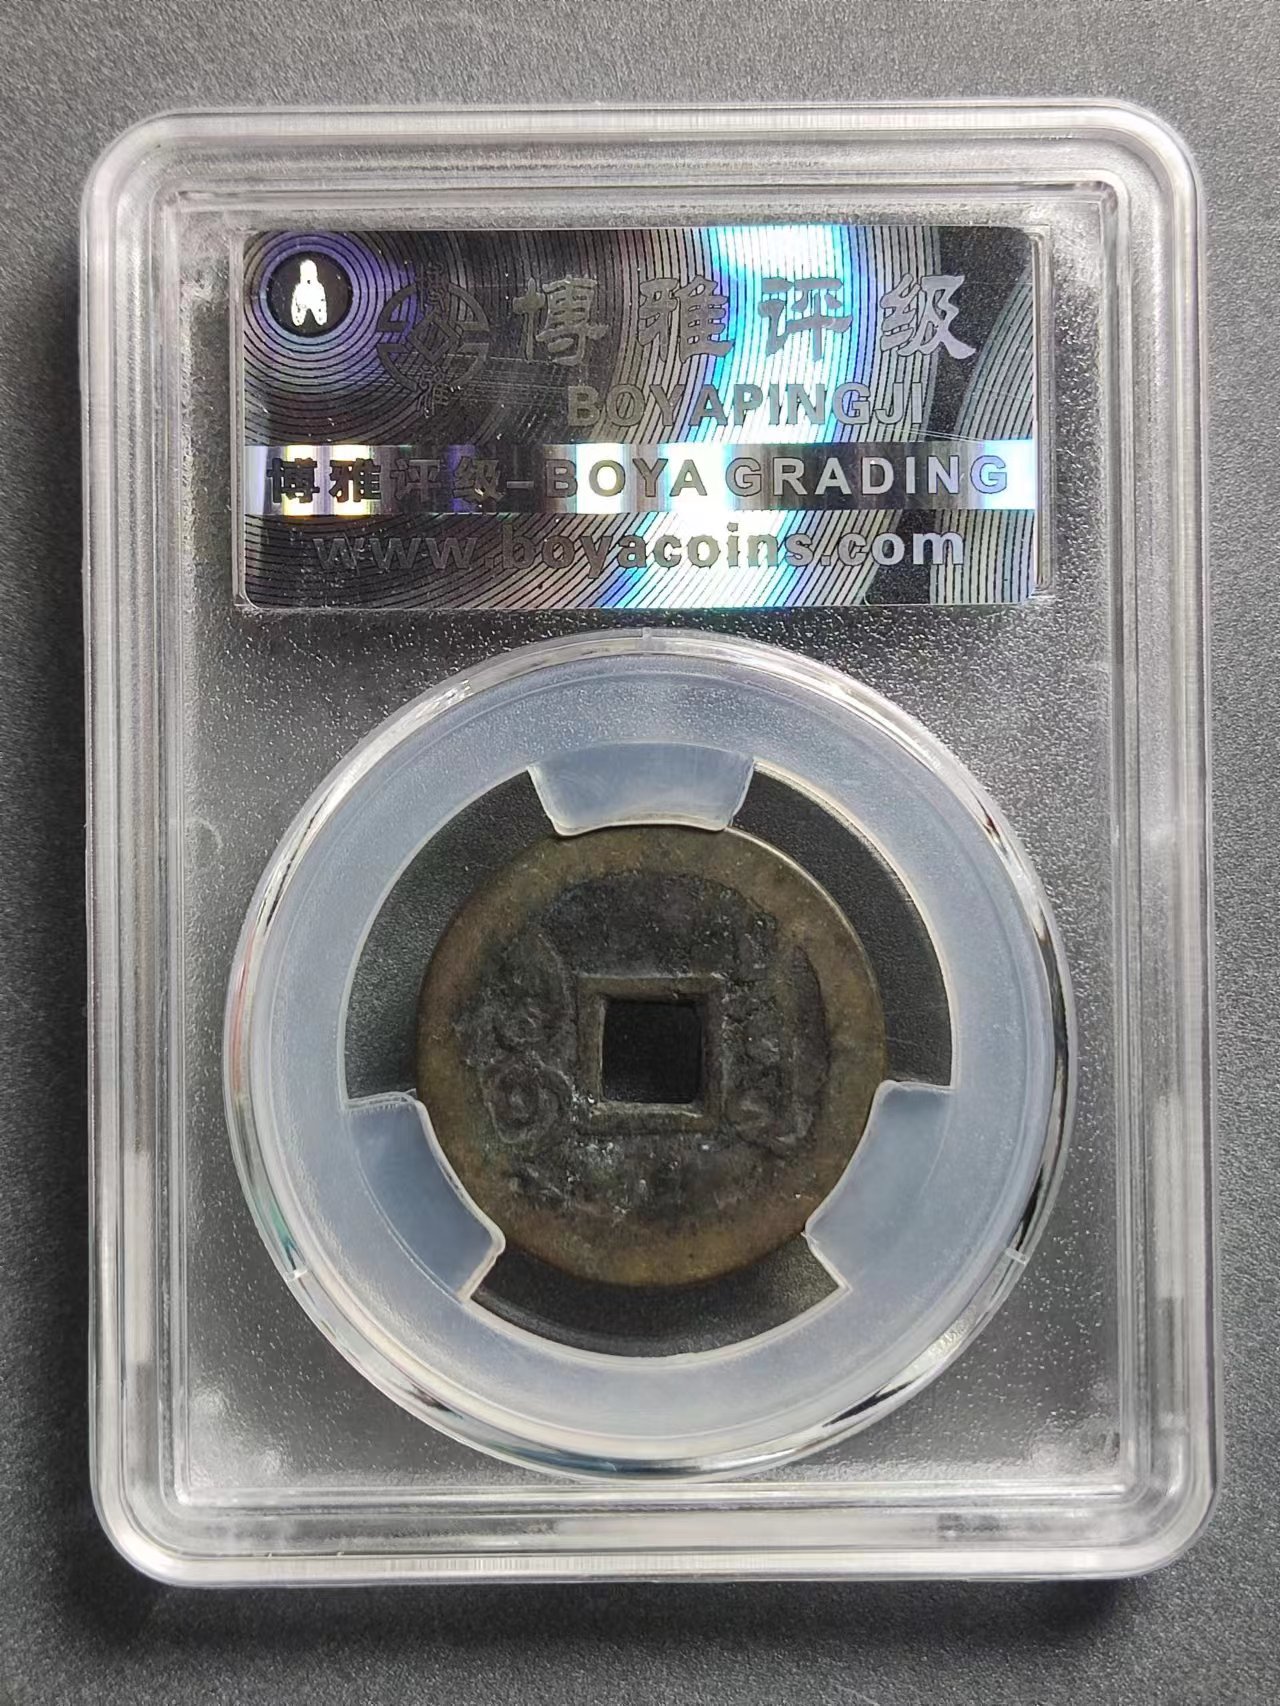 博雅评级
BOYAPINGJI
博雅评级-BOYA GRADING
www.boyacoins.com